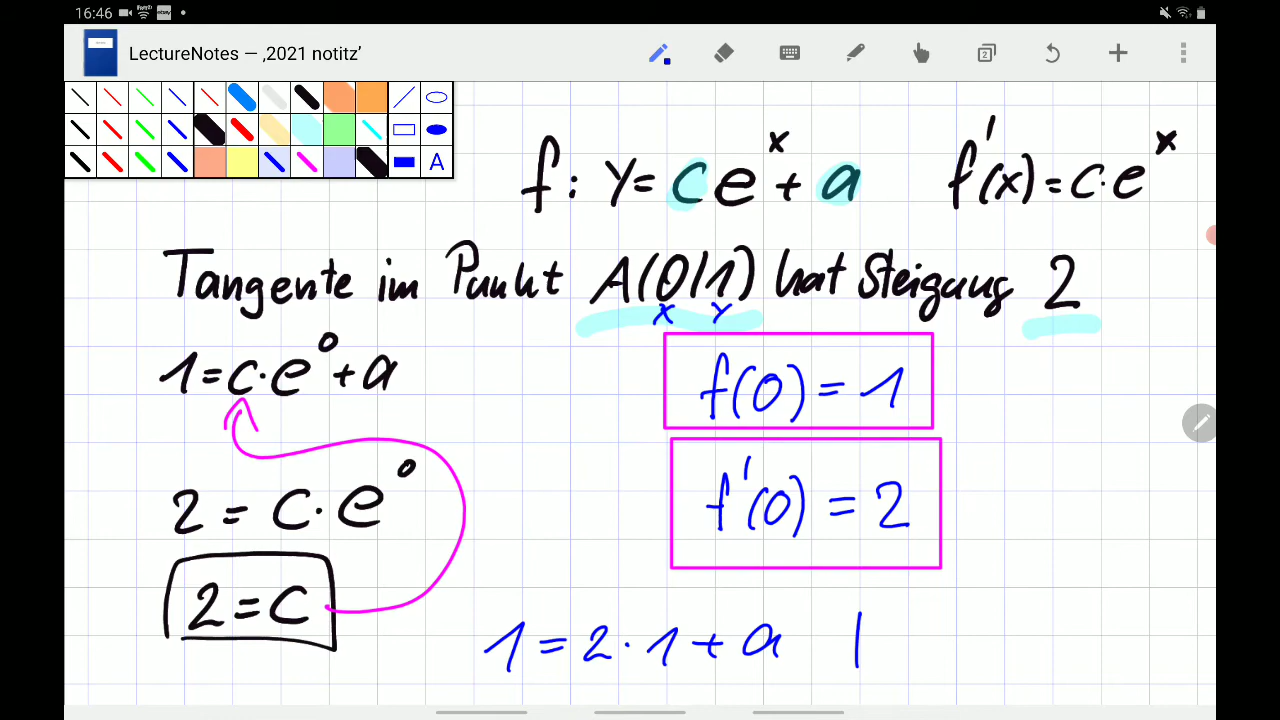 16:46
LectureNotes — ‚2021 notitz’
2
A
f: y = c e^x + a
f'(x) = c · e^x
Tangente im Punkt A(0|1) hat Steigung 2
x y
1 = c · e^0 + a
f(0) = 1
2 = c · e^0
f'(0) = 2
2 = c
1 = 2 · 1 + a |